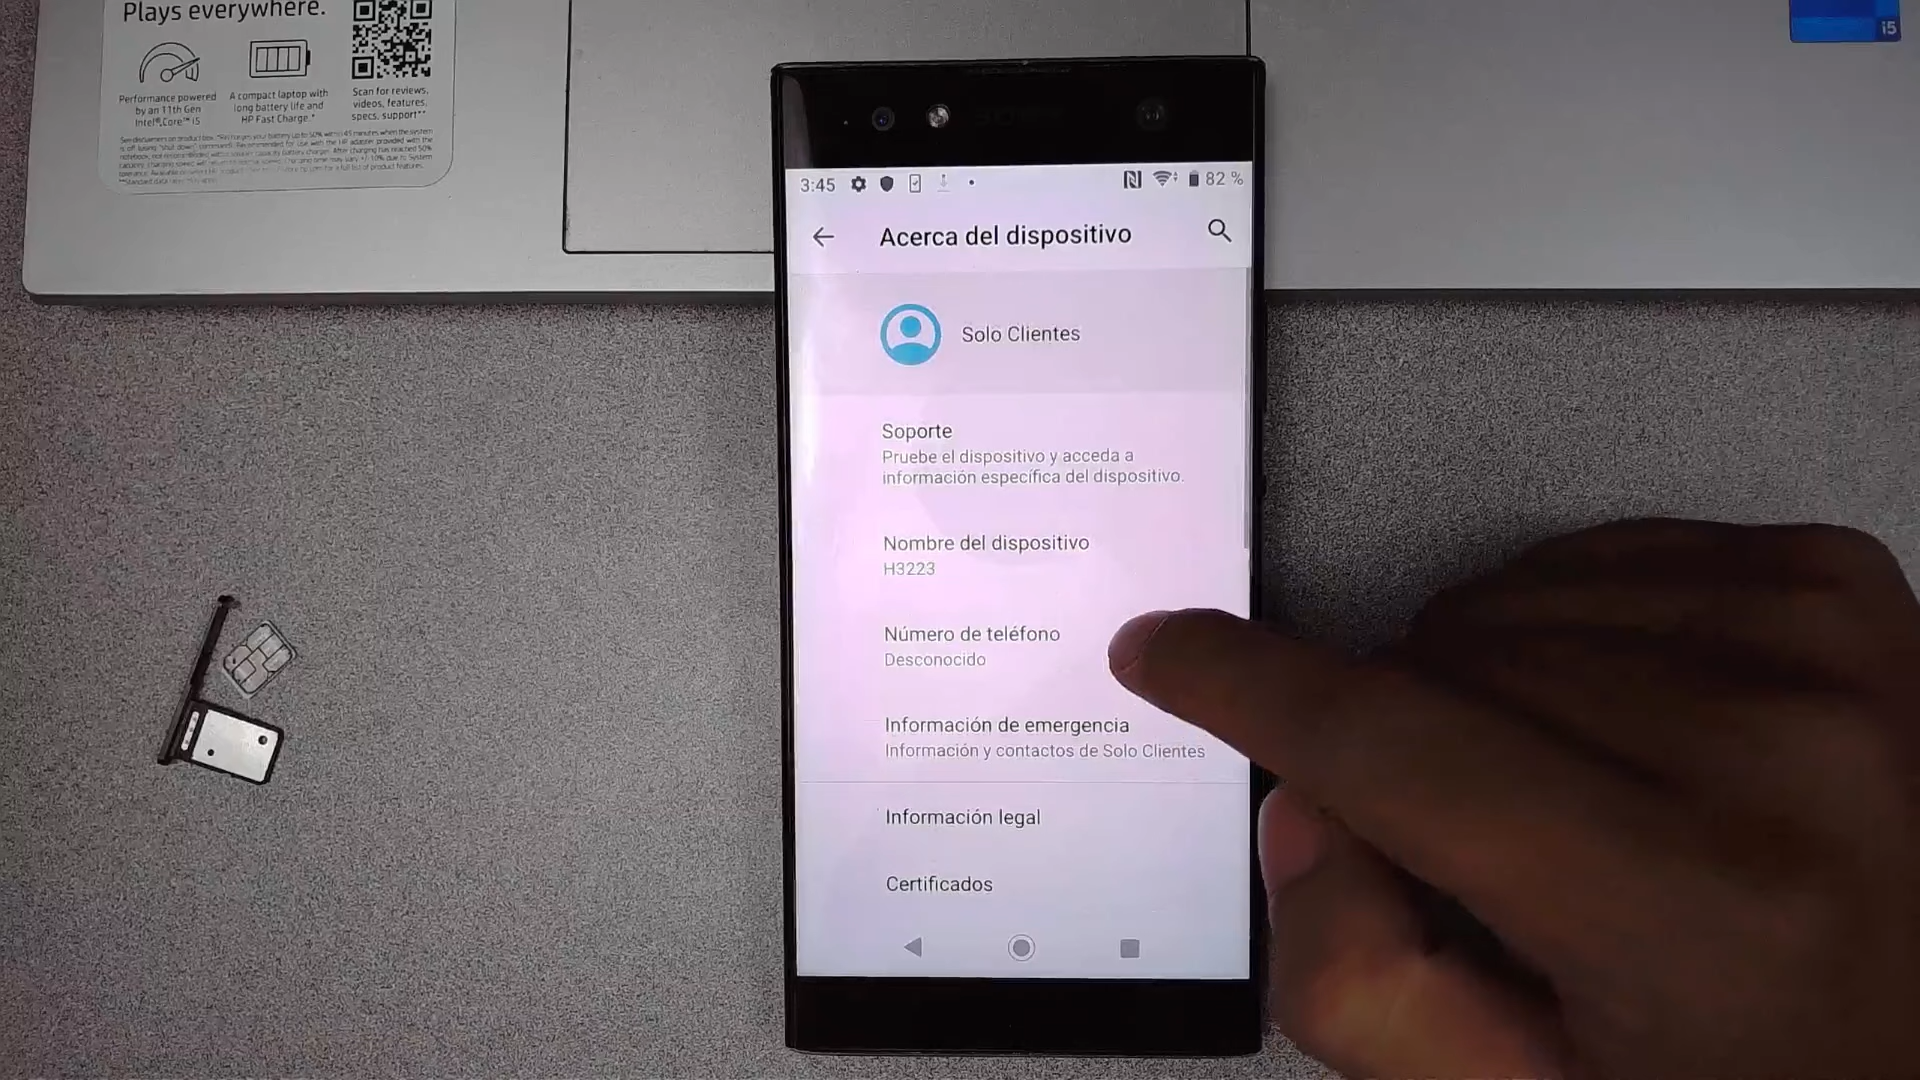 Plays everywhere.
Performance powered
by an 11th Gen
Intel® Core™ i5
A compact laptop with
long battery life and
HP Fast Charge.*
Scan for reviews,
videos, features,
specs, support**
i5
SONY
3:45
82 %
Acerca del dispositivo
Solo Clientes
Soporte
Pruebe el dispositivo y acceda a
información específica del dispositivo.
Nombre del dispositivo
H3223
Número de teléfono
Desconocido
Información de emergencia
Información y contactos de Solo Clientes
Información legal
Certificados